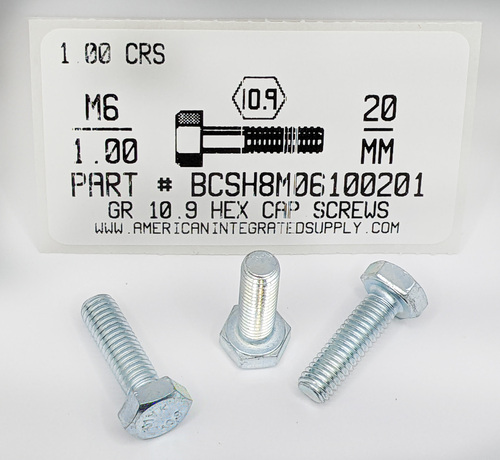 1.00 CRS
M6
1.00
10.9
20
MM
PART # BCSH8M06100201
GR 10.9 HEX CAP SCREWS
WWW.AMERICANINTEGRATEDSUPPLY.COM